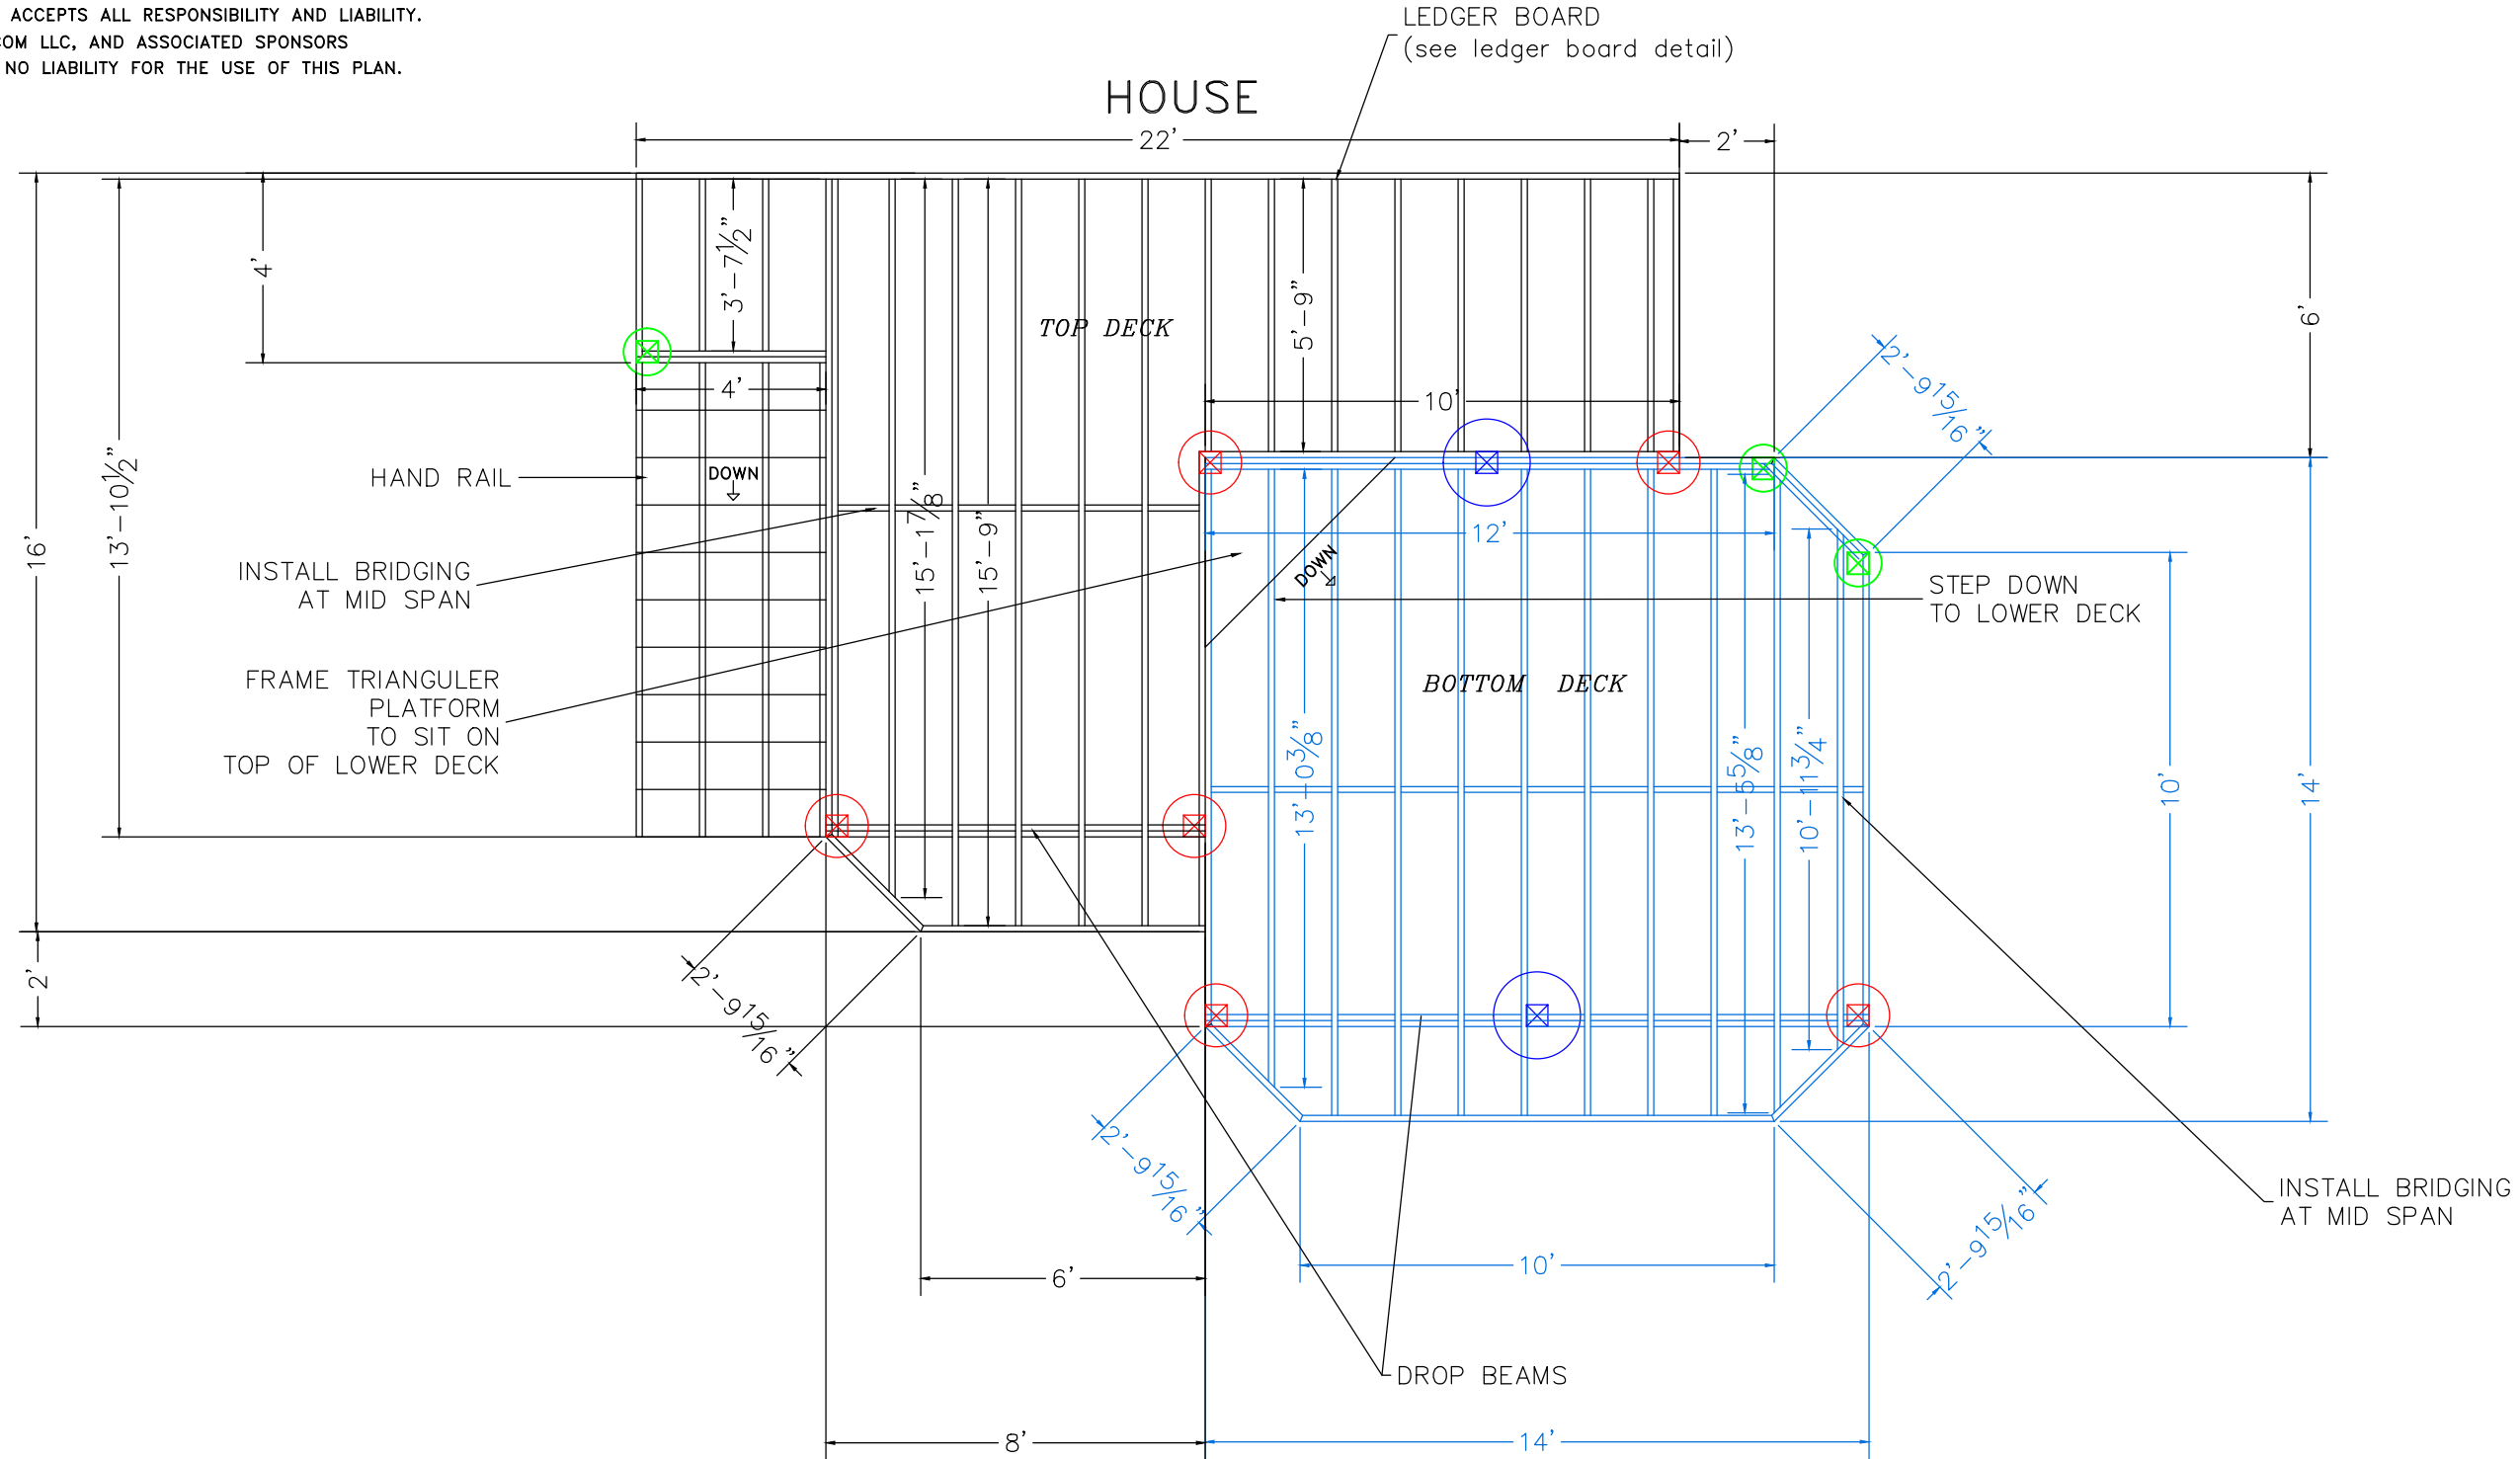 ACCEPTS ALL RESPONSIBILITY AND LIABILITY.
COM LLC, AND ASSOCIATED SPONSORS
NO LIABILITY FOR THE USE OF THIS PLAN.
LEDGER BOARD
(see ledger board detail)
HOUSE
22'
2'
4'
3'-7 1/2"
5'-9"
6'
TOP DECK
4'
10'
2'-9 15/16"
16'
13'-10 1/2"
HAND RAIL
DOWN
15'-1 7/8"
15'-9"
12'
DOWN
INSTALL BRIDGING
AT MID SPAN
STEP DOWN
TO LOWER DECK
FRAME TRIANGULER
PLATFORM
TO SIT ON
TOP OF LOWER DECK
BOTTOM DECK
13'-0 3/8"
13'-5 5/8"
10'-11 3/4"
10'
14'
2'
2'-9 15/16"
2'-9 15/16"
2'-9 15/16"
INSTALL BRIDGING
AT MID SPAN
6'
10'
DROP BEAMS
8'
14'